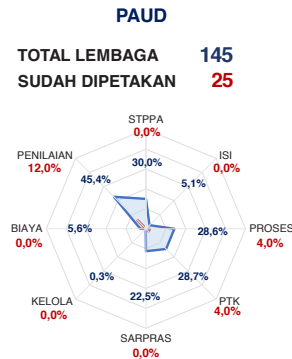 PAUD
TOTAL LEMBAGA 145
SUDAH DIPETAKAN 25
STPPA
0,0%
PENILAIAN
12,0%
ISI
0,0%
30,0%
45,4%
5,1%
BIAYA
0,0%
5,6%
28,6%
PROSES
4,0%
0,3%
28,7%
KELOLA
0,0%
22,5%
PTK
4,0%
SARPRAS
0,0%